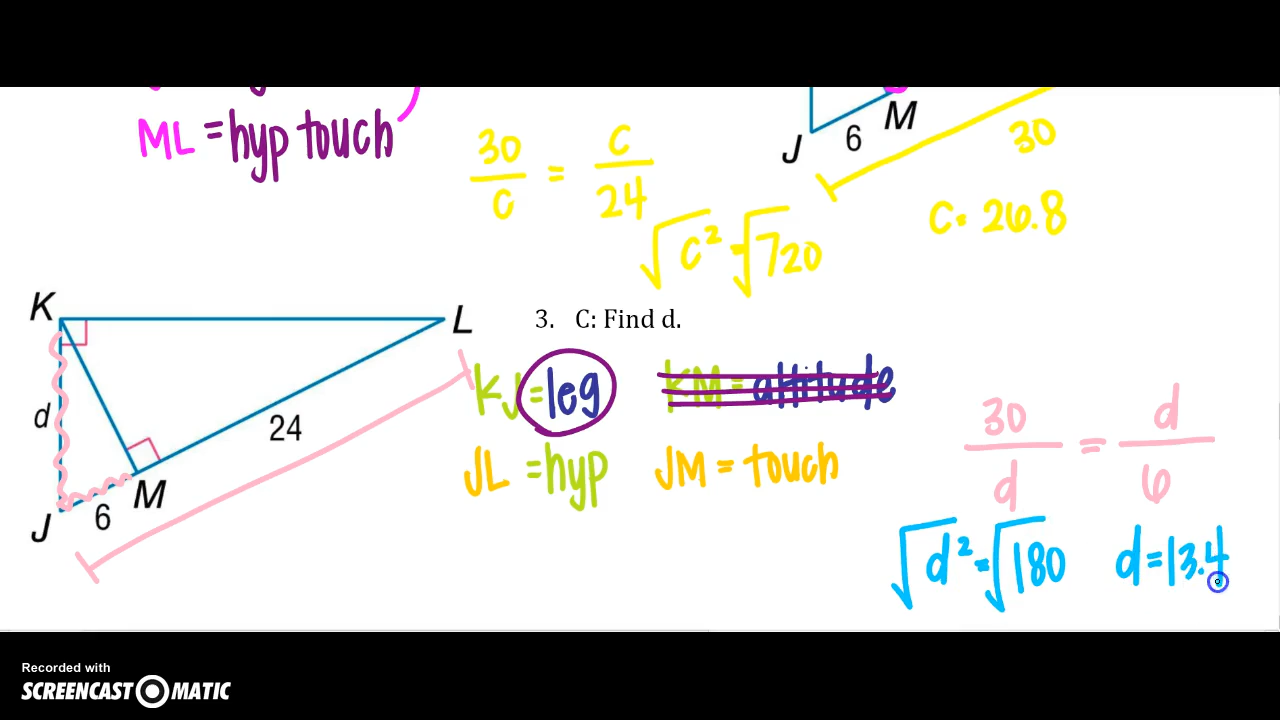 ML = hyp touch
30/c = c/24
√c² = √720
J 6 M
30
c = 26.8
K
L
d
24
J 6 M
3. C: Find d.
KJ = leg
KM = altitude
JL = hyp
JM = touch
30/d = d/6
√d² = √180
d = 13.4
Recorded with
SCREENCAST O MATIC